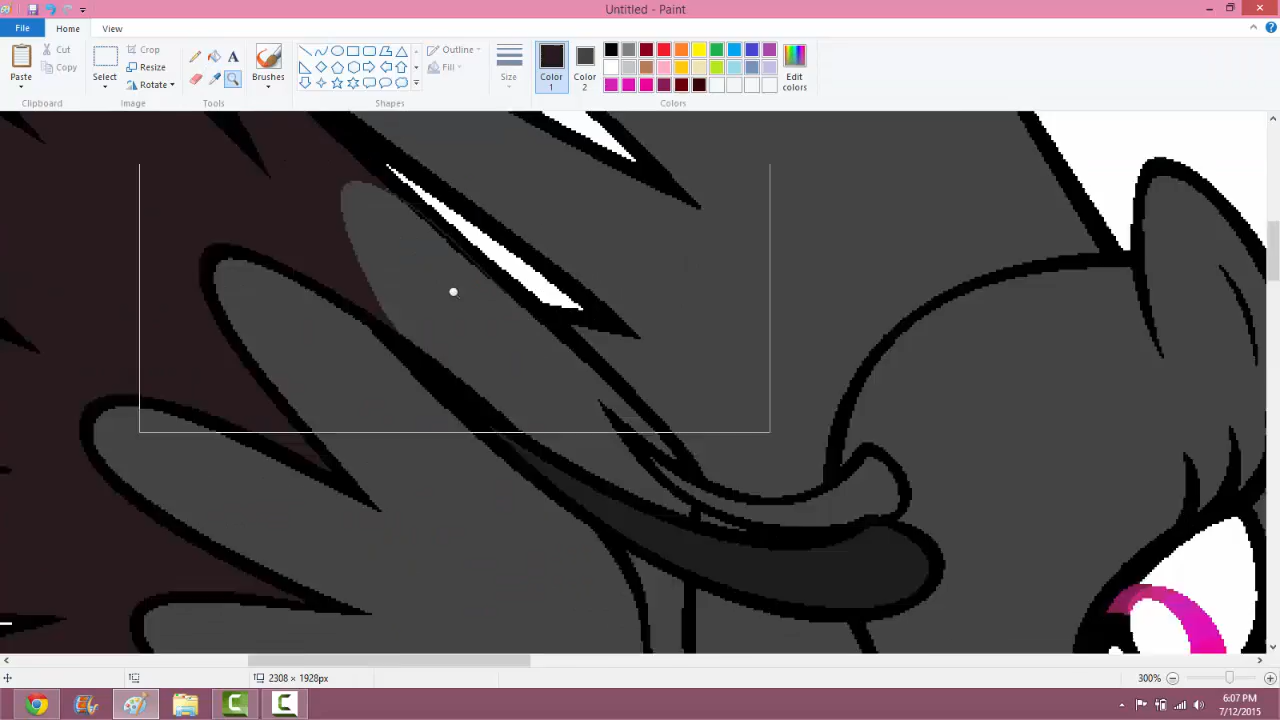 Untitled - Paint
File Home View
Paste
Cut
Copy
Clipboard
Select
Crop
Resize
Rotate
Image
A
Tools
Brushes
Outline
Fill
Shapes
Size
Color 1
Color 2
Edit colors
Colors
2308 × 1928px
300%
6:07 PM
7/12/2015